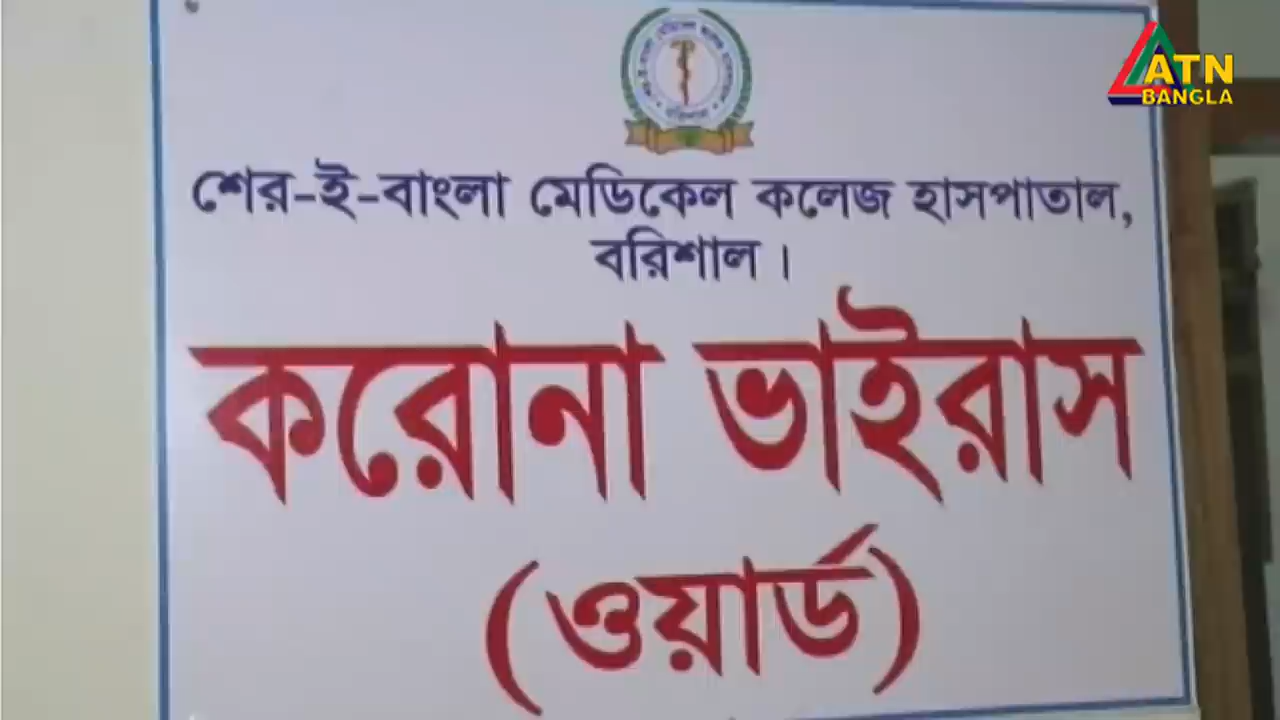 ATN
BANGLA
শের-ই-বাংলা মেডিকেল কলেজ হাসপাতাল,
বরিশাল।
করোনা ভাইরাস
(ওয়ার্ড)